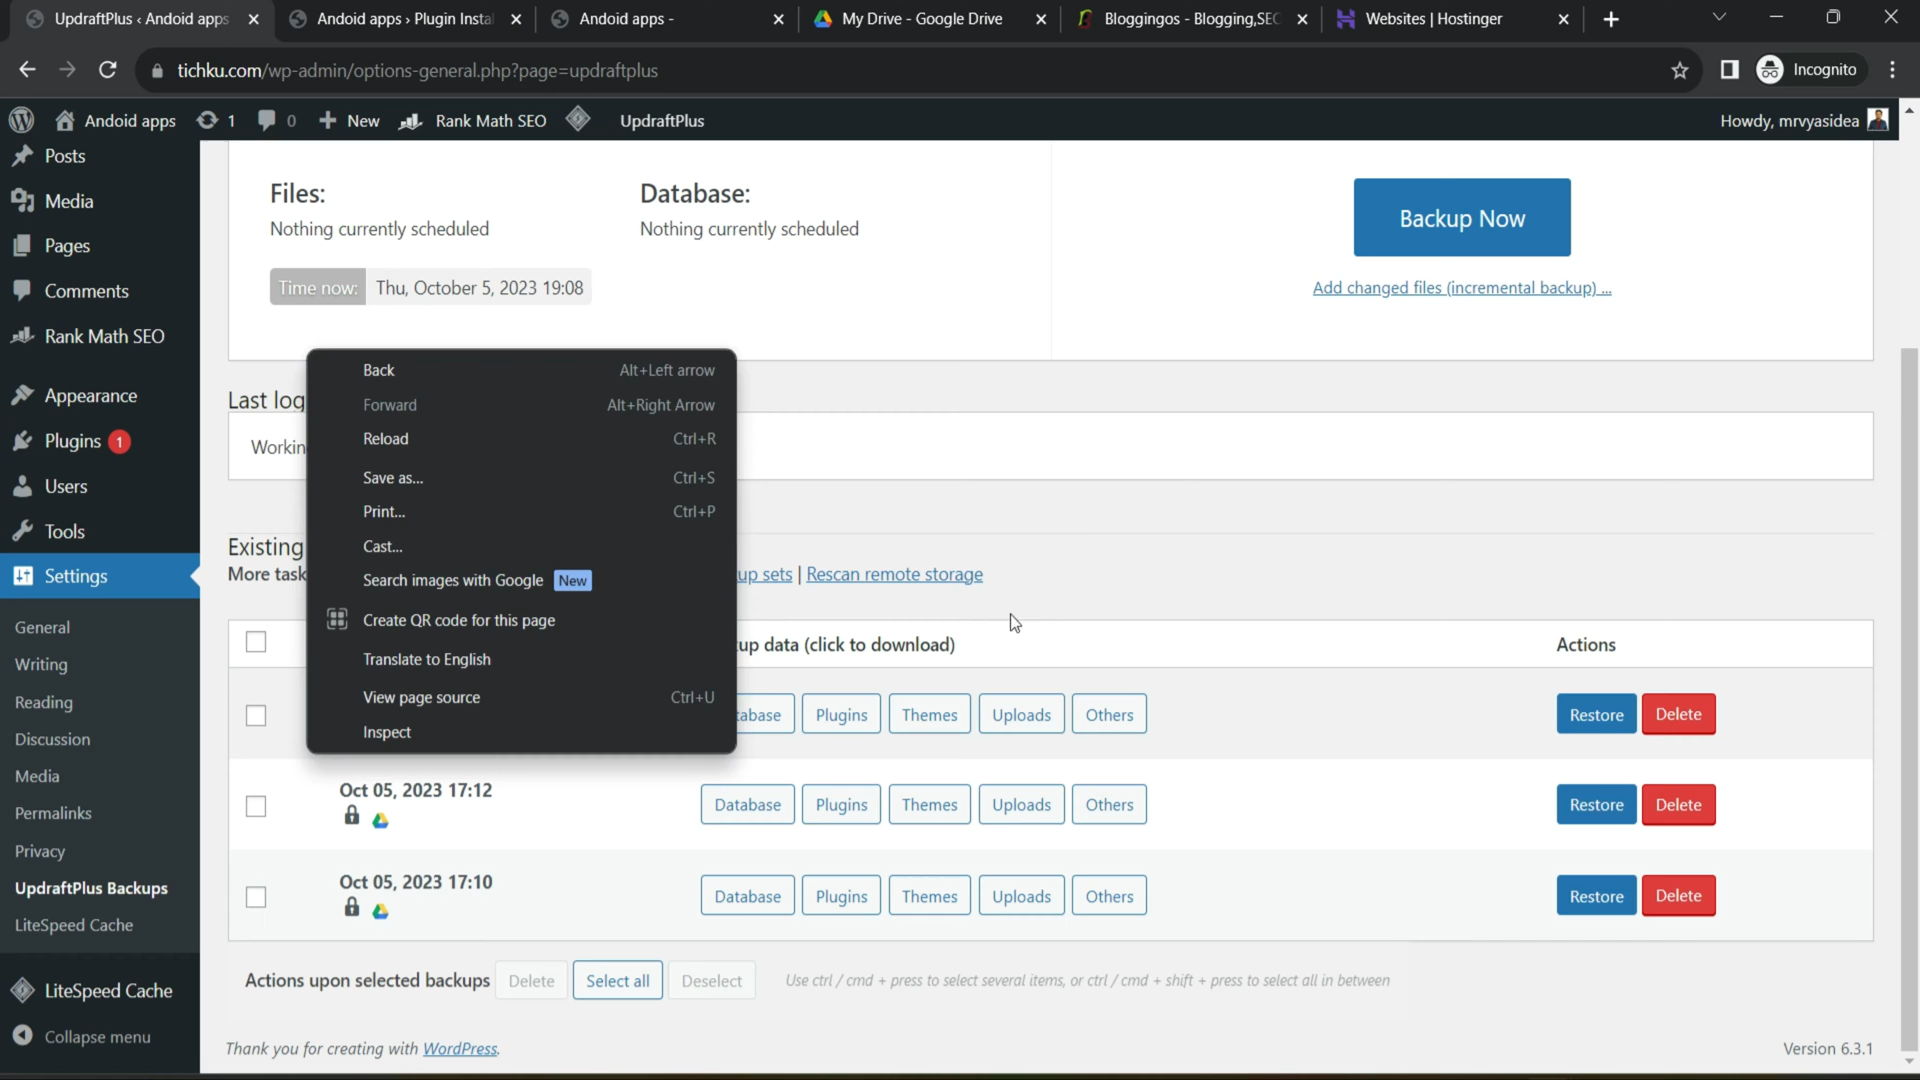 UpdraftPlus ‹ Andoid apps
Andoid apps › Plugin Insta
Andoid apps -
My Drive - Google Drive
Bloggingos - Blogging,SEO
Websites | Hostinger
tichku.com/wp-admin/options-general.php?page=updraftplus
Incognito
Andoid apps
1
0
New
Rank Math SEO
UpdraftPlus
Howdy, mrvyasidea
Posts
Media
Pages
Comments
Rank Math SEO
Appearance
Plugins 1
Users
Tools
Settings
General
Writing
Reading
Discussion
Media
Permalinks
Privacy
UpdraftPlus Backups
LiteSpeed Cache
LiteSpeed Cache
Collapse menu
Files:
Nothing currently scheduled
Database:
Nothing currently scheduled
Time now: Thu, October 5, 2023 19:08
Backup Now
Add changed files (incremental backup) ...
Last log
Workin
Existing
More task
up sets | Rescan remote storage
Back Alt+Left arrow
Forward Alt+Right Arrow
Reload Ctrl+R
Save as... Ctrl+S
Print... Ctrl+P
Cast...
Search images with Google New
Create QR code for this page
Translate to English
View page source Ctrl+U
Inspect
up data (click to download) Actions
tabase Plugins Themes Uploads Others Restore Delete
Oct 05, 2023 17:12
Database Plugins Themes Uploads Others Restore Delete
Oct 05, 2023 17:10
Database Plugins Themes Uploads Others Restore Delete
Actions upon selected backups Delete Select all Deselect Use ctrl / cmd + press to select several items, or ctrl / cmd + shift + press to select all in between
Thank you for creating with WordPress.
Version 6.3.1